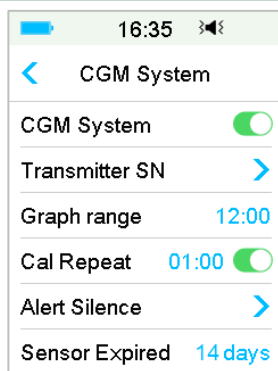 16:35
CGM System
CGM System
Transmitter SN
Graph range 12:00
Cal Repeat 01:00
Alert Silence
Sensor Expired 14 days